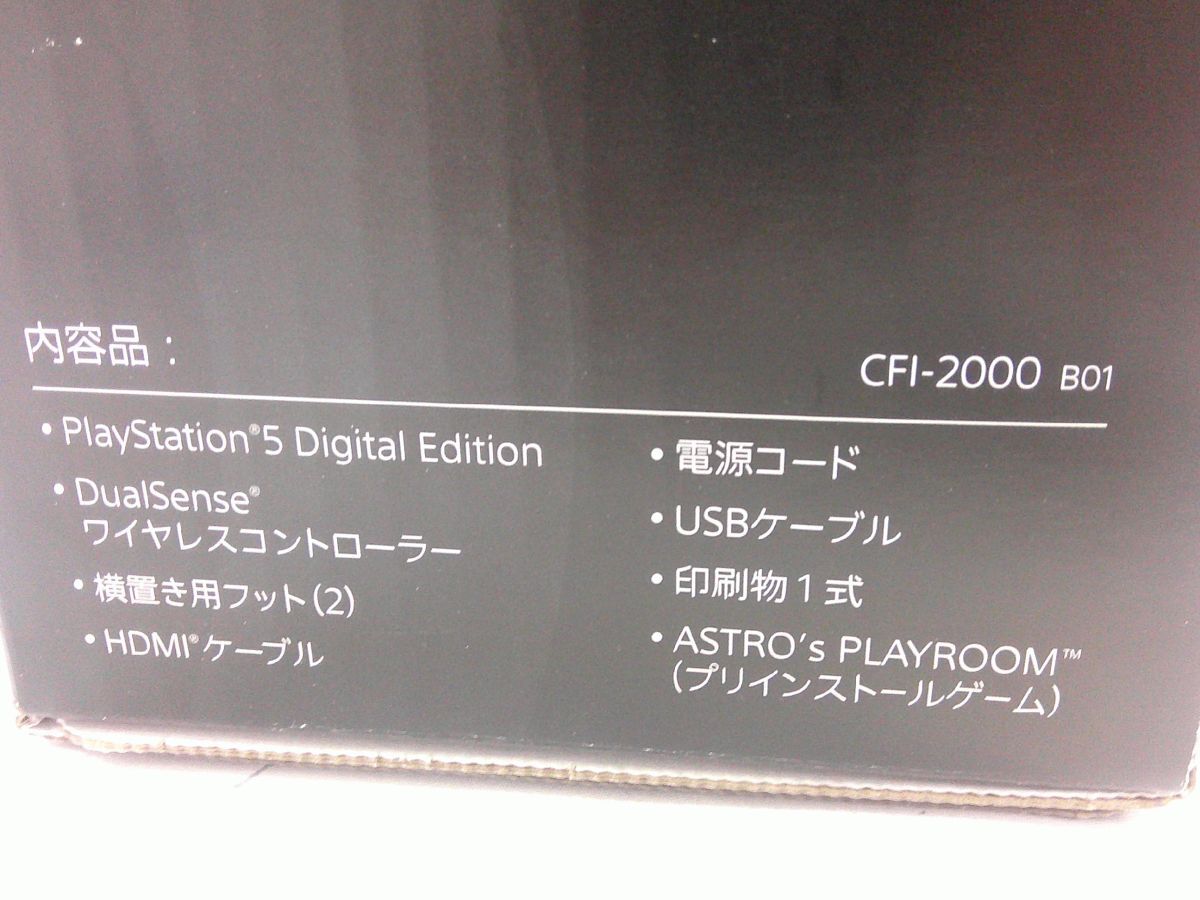 内容品：
CFI-2000 B01
・PlayStation®5 Digital Edition
・DualSense®
ワイヤレスコントローラー
・横置き用フット(2)
・HDMI®ケーブル
・電源コード
・USBケーブル
・印刷物1式
・ASTRO's PLAYROOM™
(プリインストールゲーム)